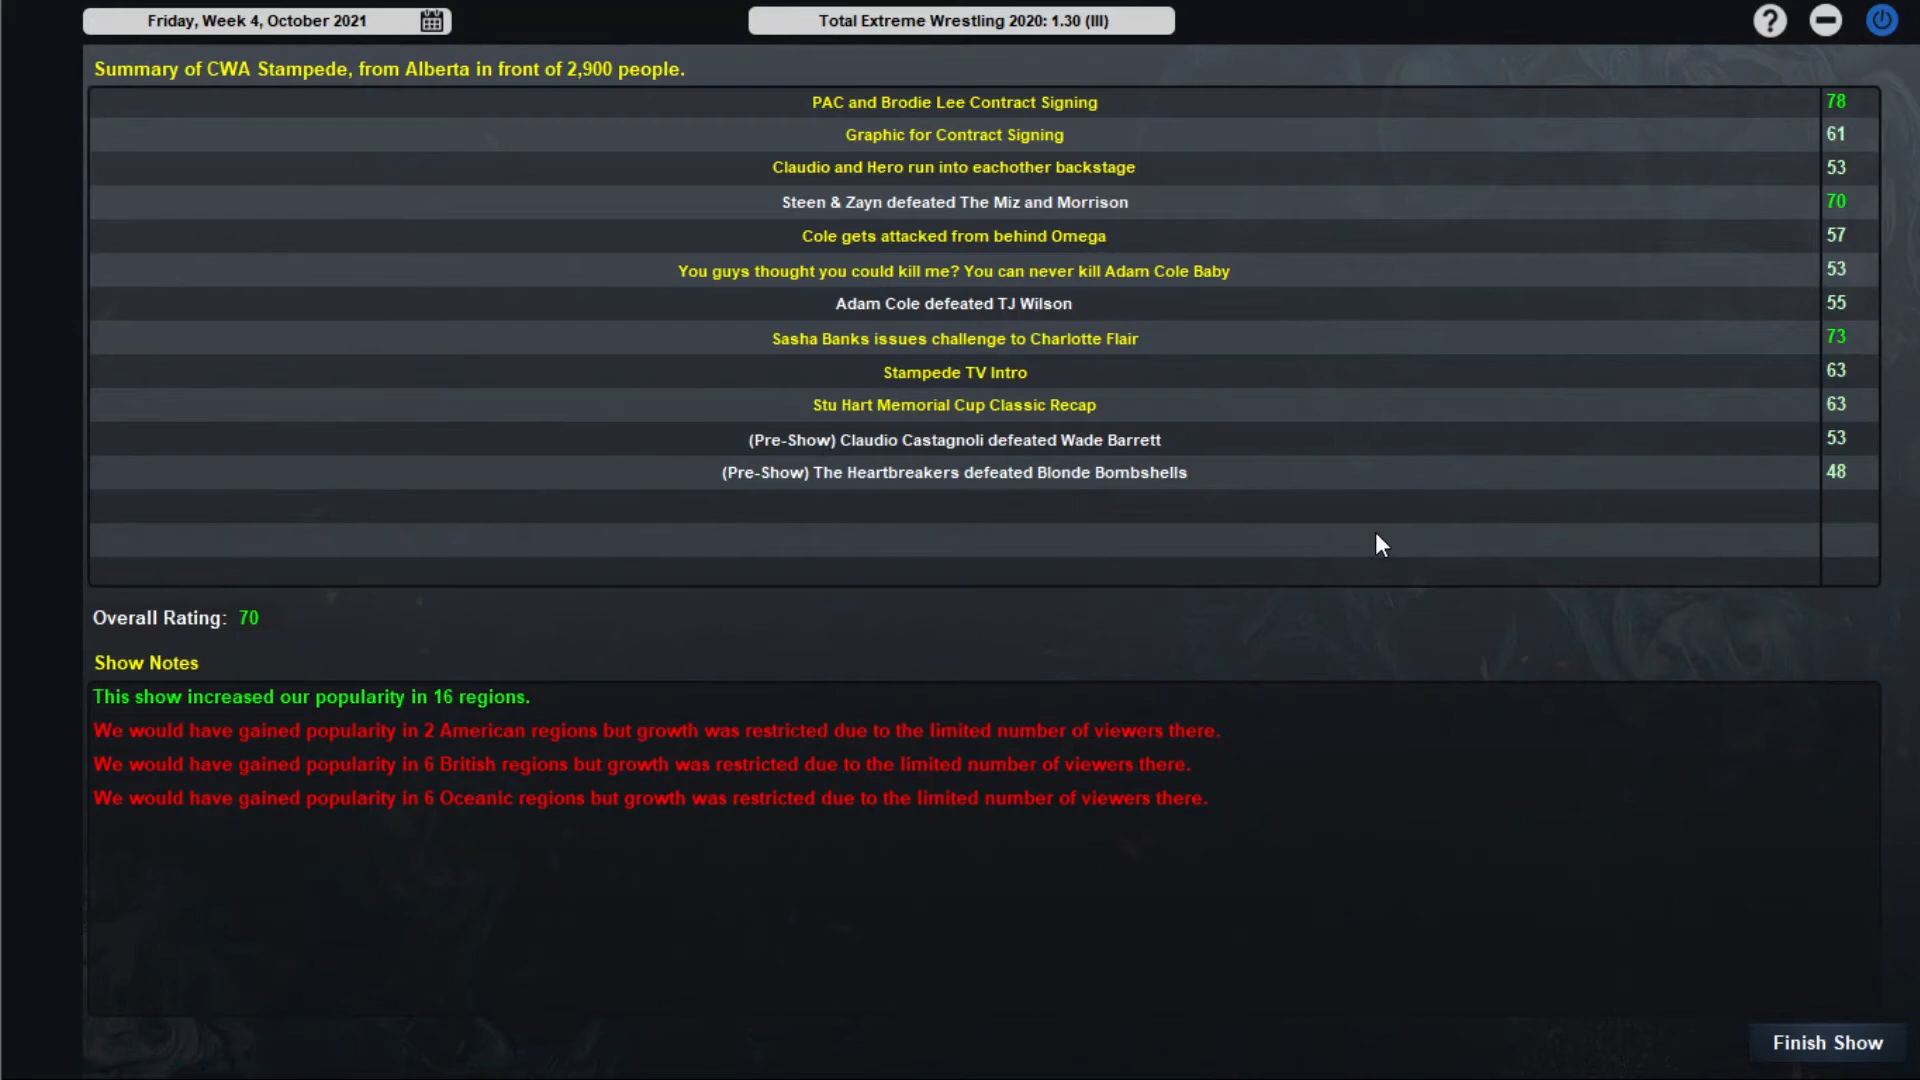 Friday, Week 4, October 2021
Total Extreme Wrestling 2020: 1.30 (III)
?
Summary of CWA Stampede, from Alberta in front of 2,900 people.
PAC and Brodie Lee Contract Signing 78
Graphic for Contract Signing 61
Claudio and Hero run into eachother backstage 53
Steen & Zayn defeated The Miz and Morrison 70
Cole gets attacked from behind Omega 57
You guys thought you could kill me? You can never kill Adam Cole Baby 53
Adam Cole defeated TJ Wilson 55
Sasha Banks issues challenge to Charlotte Flair 73
Stampede TV Intro 63
Stu Hart Memorial Cup Classic Recap 63
(Pre-Show) Claudio Castagnoli defeated Wade Barrett 53
(Pre-Show) The Heartbreakers defeated Blonde Bombshells 48
Overall Rating: 70
Show Notes
This show increased our popularity in 16 regions.
We would have gained popularity in 2 American regions but growth was restricted due to the limited number of viewers there.
We would have gained popularity in 6 British regions but growth was restricted due to the limited number of viewers there.
We would have gained popularity in 6 Oceanic regions but growth was restricted due to the limited number of viewers there.
Finish Show